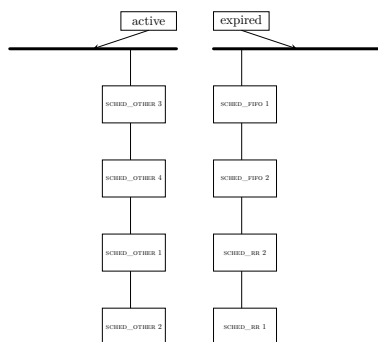 active
expired
SCHED_OTHER 3
SCHED_FIFO 1
SCHED_OTHER 4
SCHED_FIFO 2
SCHED_OTHER 1
SCHED_RR 2
SCHED_OTHER 2
SCHED_RR 1